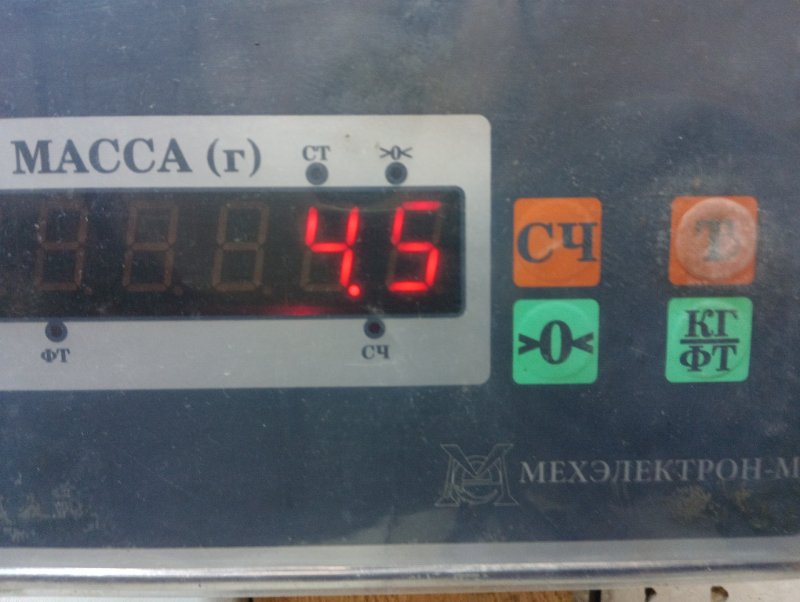 МАССА (г)
СТ
>0<
4.5
ФТ
СЧ
СЧ
Т
>0<
КГ
ФТ
МЕХЭЛЕКТРОН-М